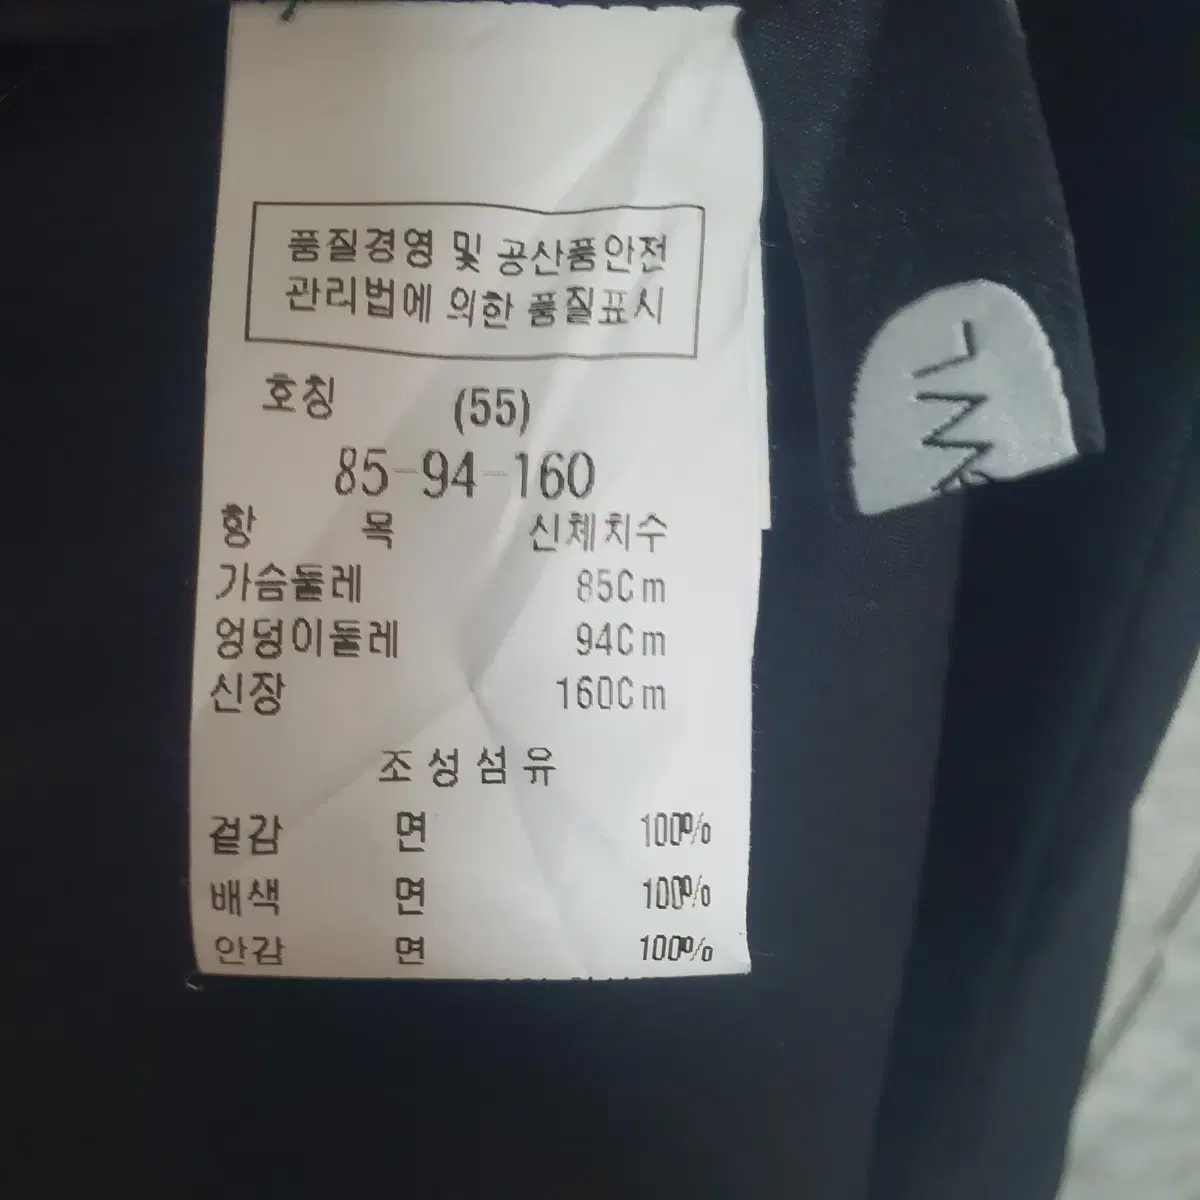 품질경영 및 공산품안전
관리법에 의한 품질표시
호칭 (55)
85-94-160
항 목 신체치수
가슴둘레 85Cm
엉덩이둘레 94Cm
신장 160Cm
조성섬유
겉감 면 100%
배색 면 100%
안감 면 100%